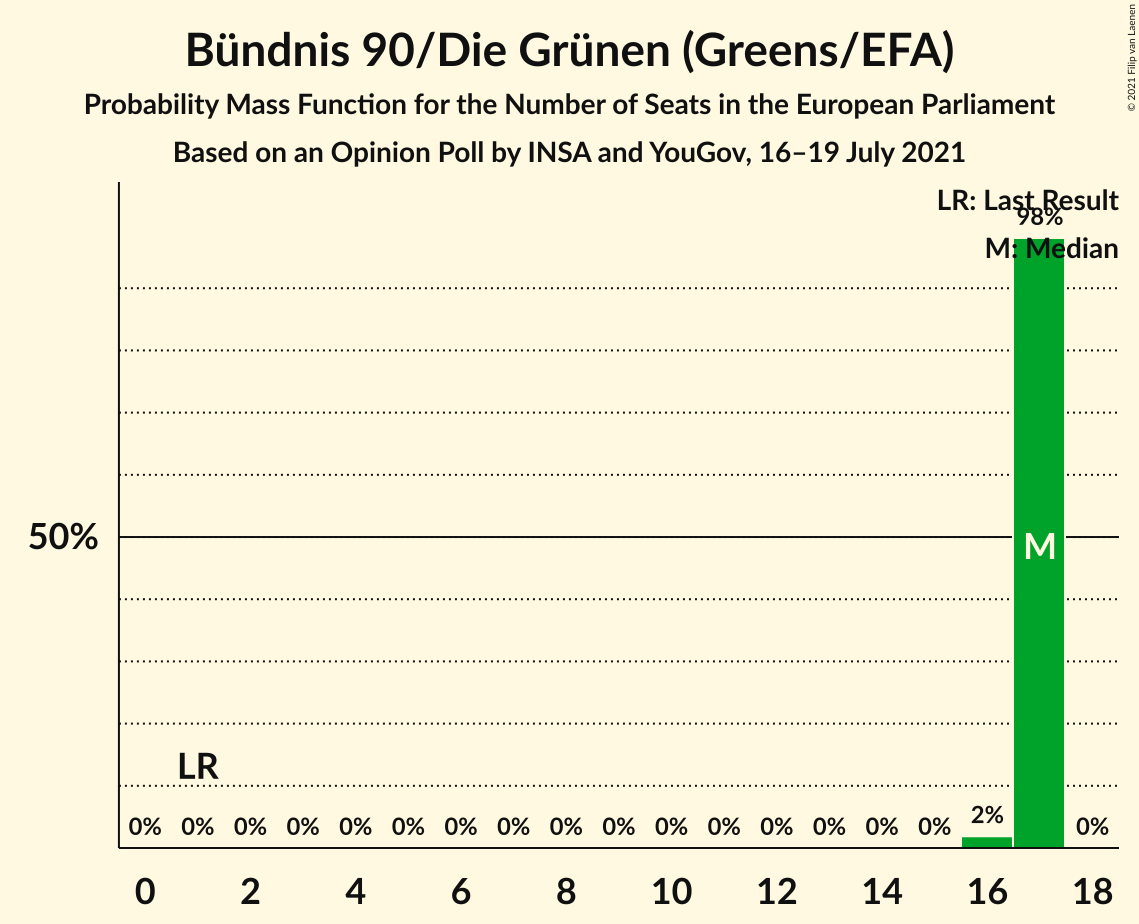 Bündnis 90/Die Grünen (Greens/EFA)
Probability Mass Function for the Number of Seats in the European Parliament
Based on an Opinion Poll by INSA and YouGov, 16–19 July 2021
© 2021 Filip van Laenen
LR: Last Result
98%
M: Median
50%
M
LR
0% 0% 0% 0% 0% 0% 0% 0% 0% 0% 0% 0% 0% 0% 0% 0% 2% 0%
0 2 4 6 8 10 12 14 16 18